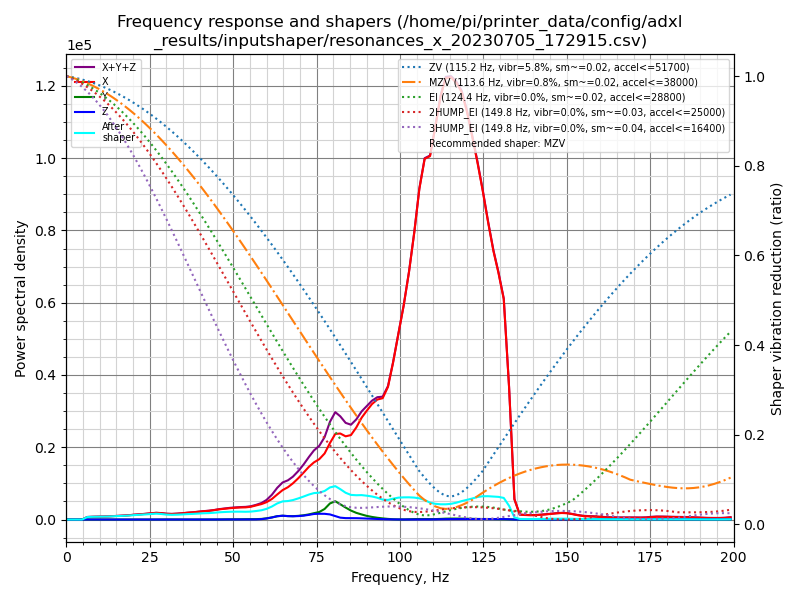 Frequency response and shapers (/home/pi/printer_data/config/adxl
_results/inputshaper/resonances_x_20230705_172915.csv)
1e5
X+Y+Z
X
Y
Z
After
shaper
ZV (115.2 Hz, vibr=5.8%, sm~=0.02, accel<=51700)
MZV (113.6 Hz, vibr=0.8%, sm~=0.02, accel<=38000)
EI (124.4 Hz, vibr=0.0%, sm~=0.02, accel<=28800)
2HUMP_EI (149.8 Hz, vibr=0.0%, sm~=0.03, accel<=25000)
3HUMP_EI (149.8 Hz, vibr=0.0%, sm~=0.04, accel<=16400)
Recommended shaper: MZV
Power spectral density
1.2
1.0
0.8
0.6
0.4
0.2
0.0
1.0
0.8
0.6
0.4
0.2
0.0
Shaper vibration reduction (ratio)
0 25 50 75 100 125 150 175 200
Frequency, Hz